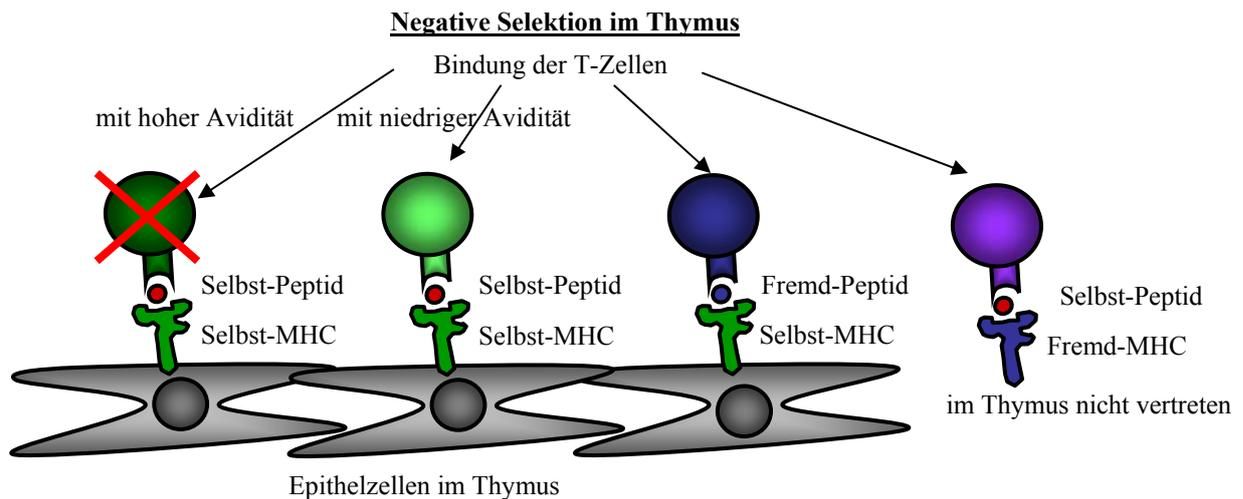 Negative Selektion im Thymus
Bindung der T-Zellen
mit hoher Avidität
mit niedriger Avidität
Selbst-Peptid
Selbst-MHC
Selbst-Peptid
Selbst-MHC
Fremd-Peptid
Selbst-MHC
Selbst-Peptid
Fremd-MHC
im Thymus nicht vertreten
Epithelzellen im Thymus